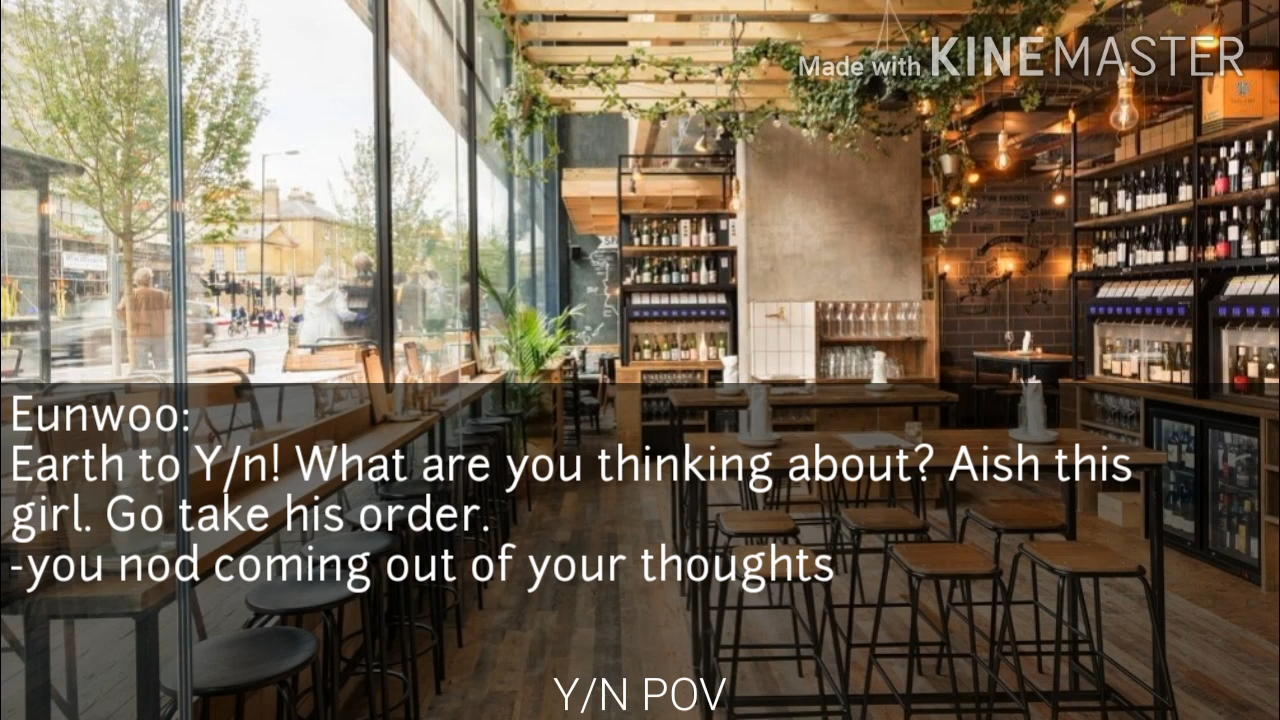 Made with KINEMASTER
Eunwoo:
Earth to Y/n! What are you thinking about? Aish this
girl. Go take his order.
-you nod coming out of your thoughts
Y/N POV